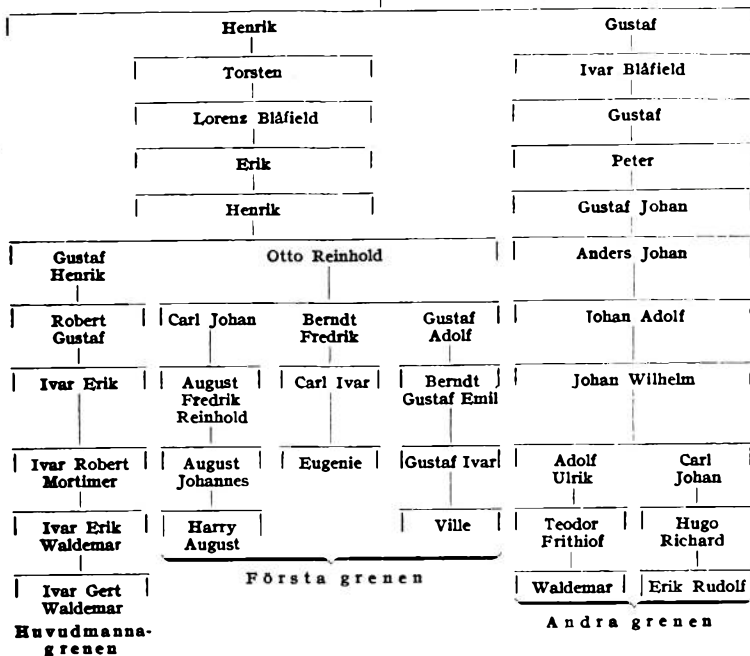 Henrik Gustaf
Torsten Ivar Blåfield
Lorenz Blåfield Gustaf
Erik Peter
Henrik Gustaf Johan
Gustaf Otto Reinhold Anders Johan
Henrik
Robert Carl Johan Berndt Gustaf Johan Adolf
Gustaf Fredrik Adolf
Ivar Erik August Carl Ivar Berndt Johan Wilhelm
Fredrik Gustaf Emil
Reinhold
Ivar Robert August Eugenie Gustaf Ivar Adolf Carl
Mortimer Johannes Ulrik Johan
Ivar Erik Harry Ville Teodor Hugo
Waldemar August Frithiof Richard
Ivar Gert Första grenen Waldemar Erik Rudolf
Waldemar
Huvudmanna- Andra grenen
grenen